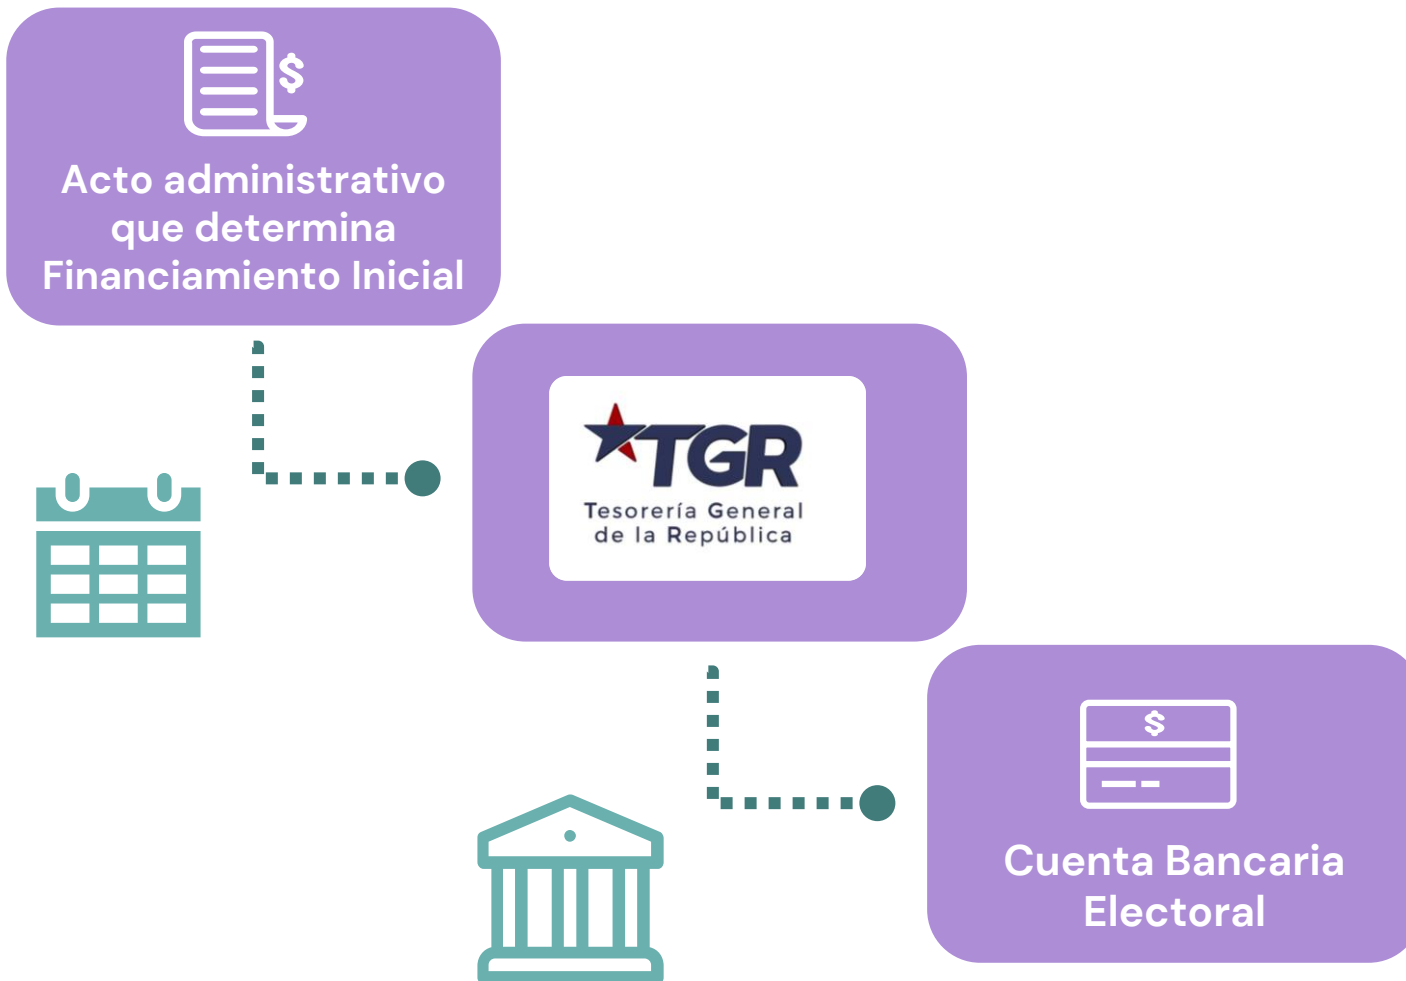 $
Acto administrativo
que determina
Financiamiento Inicial
TGR
Tesorería General
de la República
$
Cuenta Bancaria
Electoral